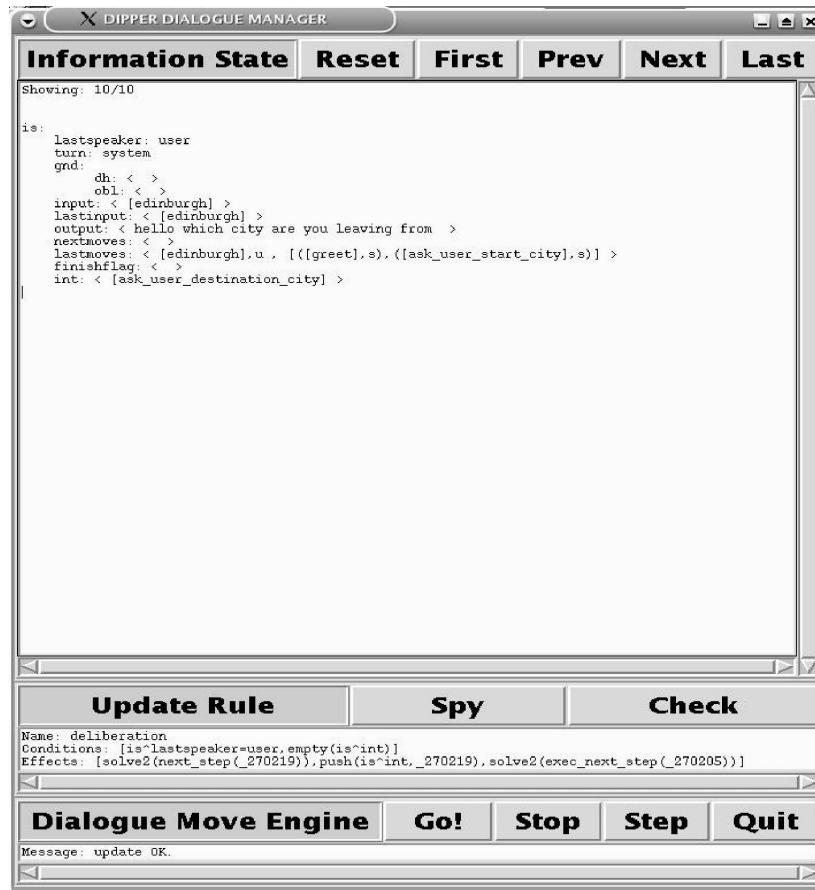 X DIPPER DIALOGUE MANAGER
Information State Reset First Prev Next Last
Showing: 10/10
is:
lastspeaker: user
turn: system
gnd:
dh: < >
obl: < >
input: < [edinburgh] >
lastinput: < [edinburgh] >
output: < hello which city are you leaving from >
nextmoves: < >
lastmoves: < [edinburgh],u , [([greet],s),([ask_user_start_city],s)] >
finishflag: < >
int: < [ask_user_destination_city] >
Update Rule Spy Check
Name: deliberation
Conditions: [is^lastspeaker=user,empty(is^int)]
Effects: [solve2(next_step(_270219)),push(is^int,_270219),solve2(exec_next_step(_270205))]
Dialogue Move Engine Go! Stop Step Quit
Message: update OK.